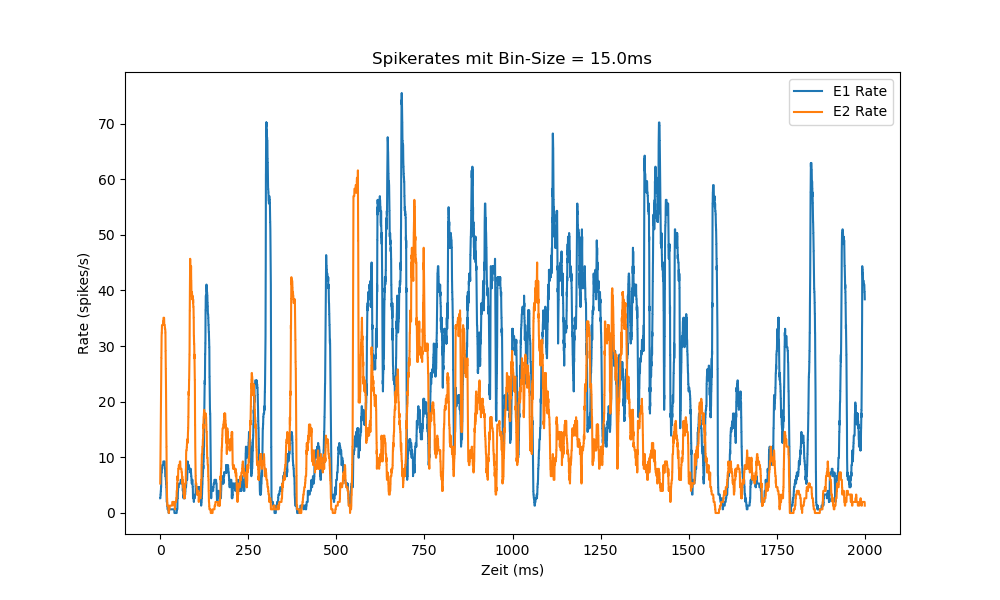 Spikerates mit Bin-Size = 15.0ms
E1 Rate
E2 Rate
70
60
50
40
30
20
10
0
Rate (spikes/s)
0 250 500 750 1000 1250 1500 1750 2000
Zeit (ms)